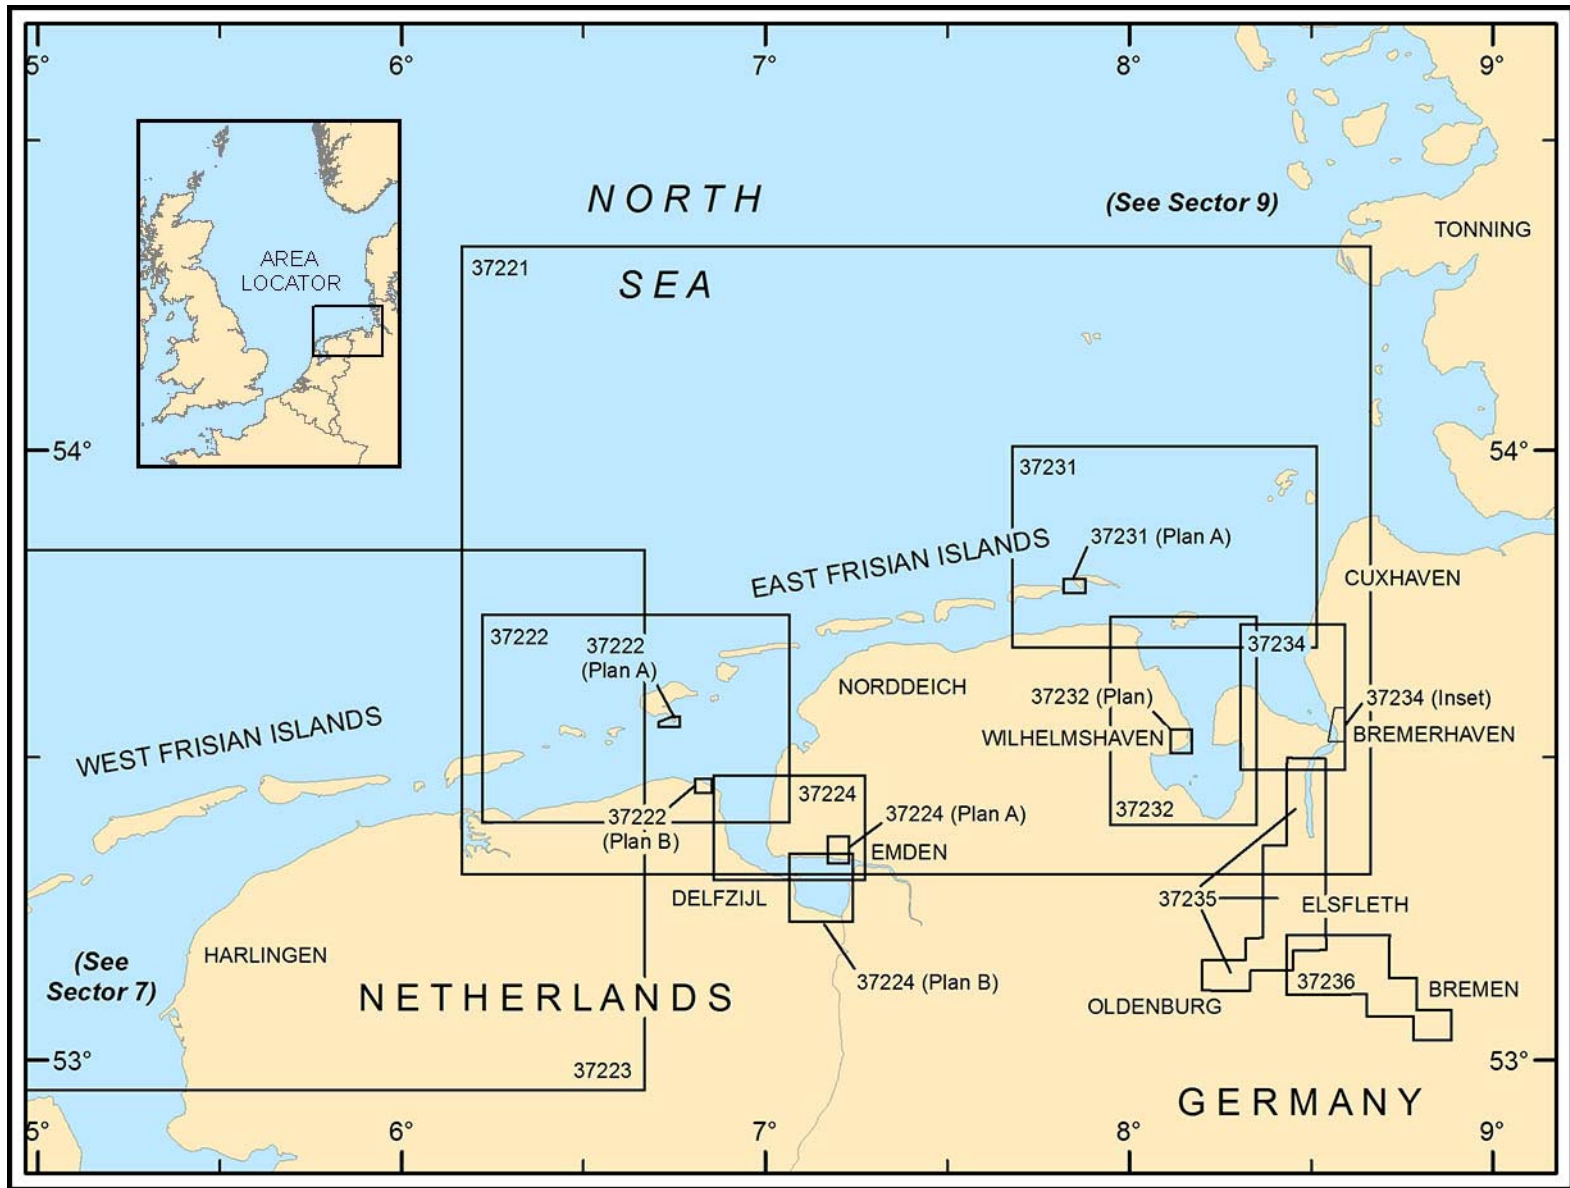 5°
6°
7°
8°
9°
NORTH
(See Sector 9)
TONNING
AREA
LOCATOR
37221
SEA
54°
54°
37231
37231 (Plan A)
EAST FRISIAN ISLANDS
CUXHAVEN
37222
37222
(Plan A)
37234
NORDDEICH
37232 (Plan)
37234 (Inset)
WEST FRISIAN ISLANDS
WILHELMSHAVEN
BREMERHAVEN
37224
37232
37222
(Plan B)
37224 (Plan A)
EMDEN
DELFZIJL
37235
ELSFLETH
HARLINGEN
(See
Sector 7)
37224 (Plan B)
37236
BREMEN
NETHERLANDS
OLDENBURG
53°
37223
53°
GERMANY
5°
6°
7°
8°
9°